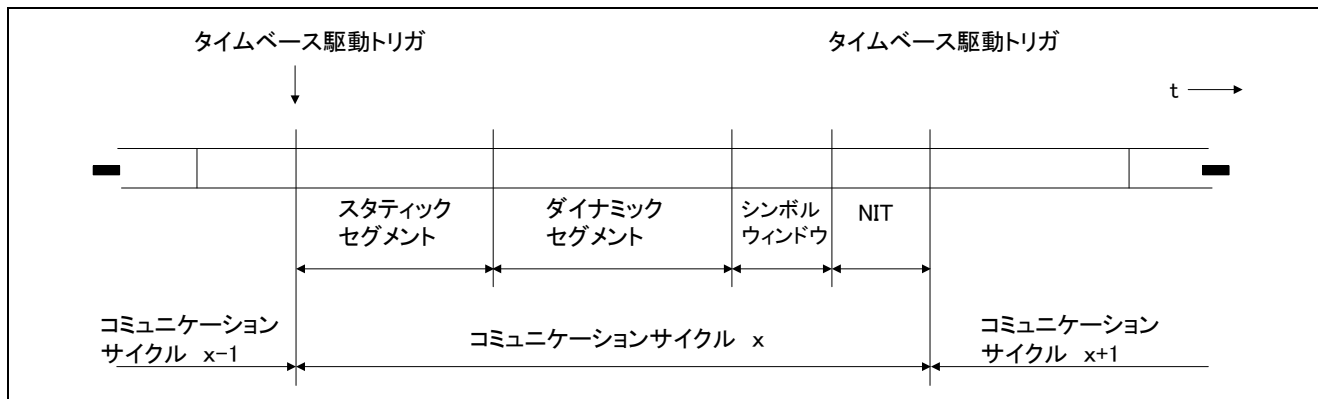 タイムベース駆動トリガ
タイムベース駆動トリガ
t
スタティック
セグメント
ダイナミック
セグメント
シンボル
ウィンドウ
NIT
コミュニケーション
サイクル x-1
コミュニケーションサイクル x
コミュニケーション
サイクル x+1